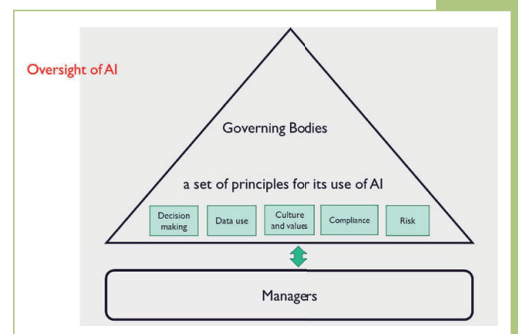 Oversight of AI
Governing Bodies
a set of principles for its use of AI
Decision
making
Data use
Culture
and values
Compliance
Risk
Managers